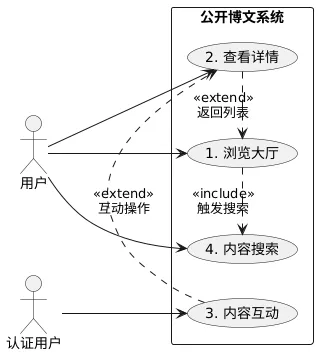 公开博文系统
2. 查看详情
«extend»
返回列表
1. 浏览大厅
用户
«extend»
互动操作
«include»
触发搜索
4. 内容搜索
3. 内容互动
认证用户